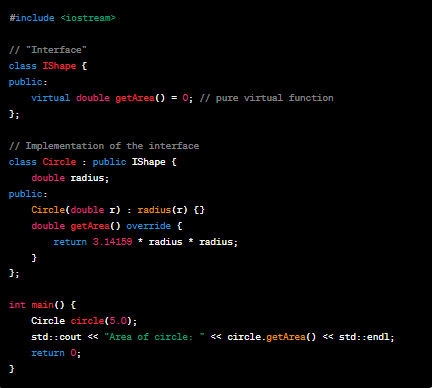 #include <iostream>
// "Interface"
class IShape {
public:
    virtual double getArea() = 0; // pure virtual function
};
// Implementation of the interface
class Circle : public IShape {
    double radius;
public:
    Circle(double r) : radius(r) {}
    double getArea() override {
        return 3.14159 * radius * radius;
    }
};
int main() {
    Circle circle(5.0);
    std::cout << "Area of circle: " << circle.getArea() << std::endl;
    return 0;
}